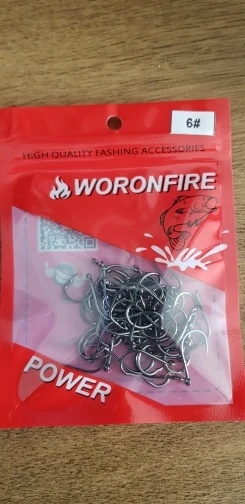 6#
HIGH QUALITY FASHING ACCESSORIES
WORONFIRE
POWER